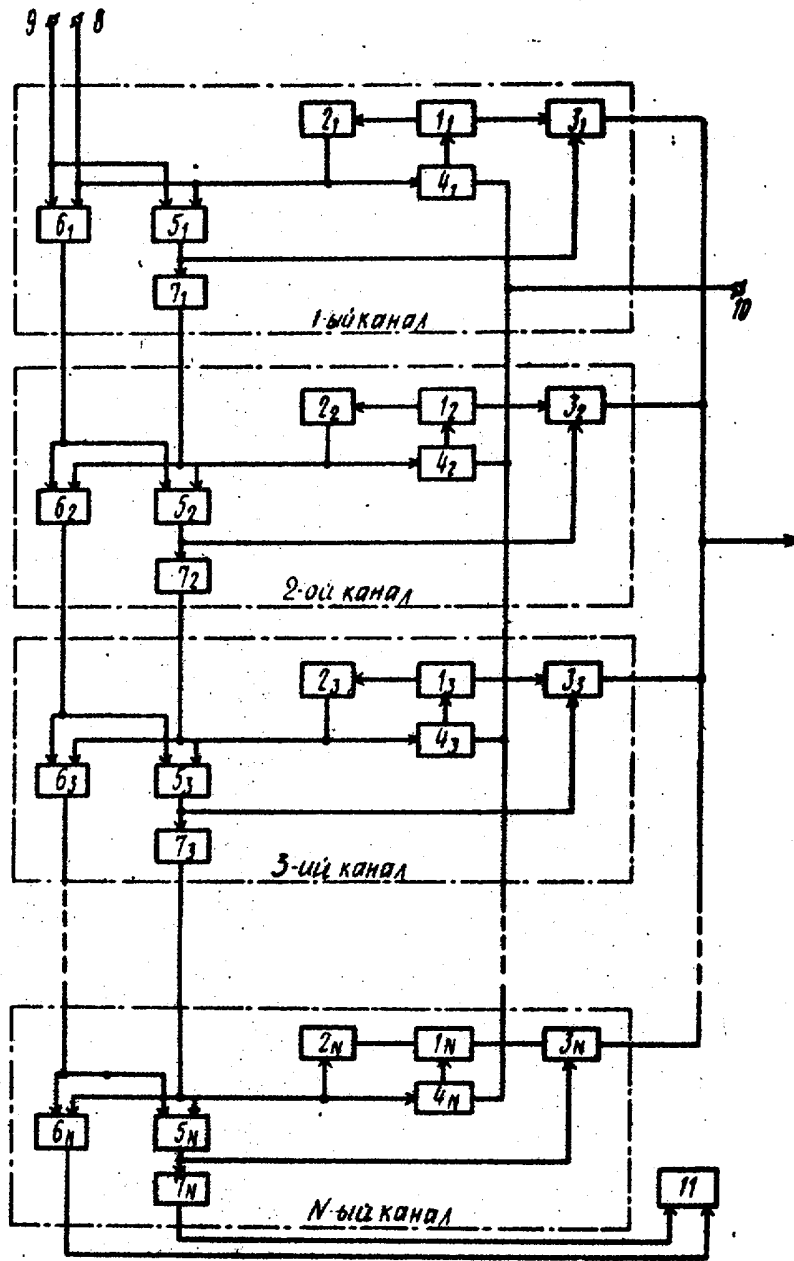 9 8
2₁ 1₁ 3₁
4₁
6₁ 5₁
7₁
10
1-ый канал
2₂ 1₂ 3₂
4₂
6₂ 5₂
7₂
2-ой канал
2₃ 1₃ 3₃
4₃
6₃ 5₃
7₃
3-ий канал
2N 1N 3N
4N
6N 5N
7N
11
N-ый канал